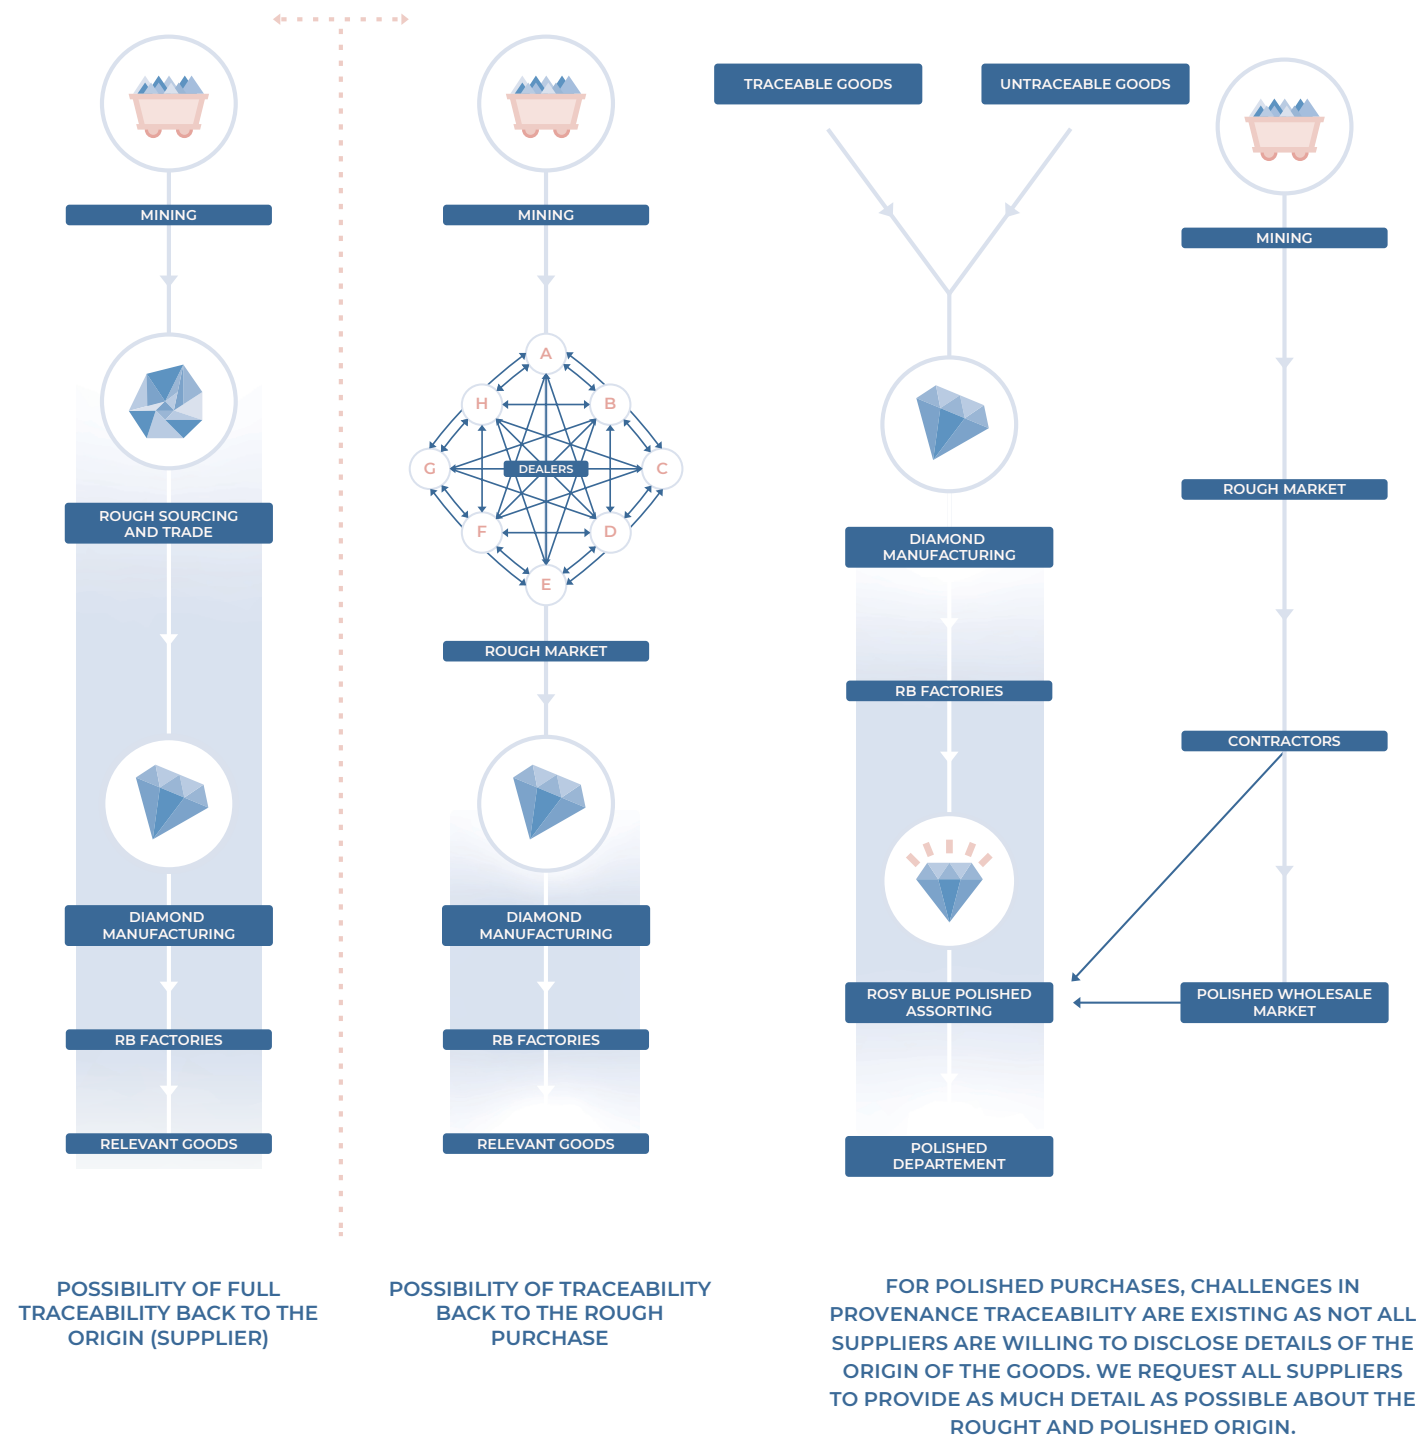 MINING
ROUGH SOURCING
AND TRADE
DIAMOND
MANUFACTURING
RB FACTORIES
RELEVANT GOODS
POSSIBILITY OF FULL
TRACEABILITY BACK TO THE
ORIGIN (SUPPLIER)
MINING
A
H
B
G
DEALERS
C
F
D
E
ROUGH MARKET
DIAMOND
MANUFACTURING
RB FACTORIES
RELEVANT GOODS
POSSIBILITY OF TRACEABILITY
BACK TO THE ROUGH
PURCHASE
TRACEABLE GOODS
UNTRACEABLE GOODS
DIAMOND
MANUFACTURING
RB FACTORIES
ROSY BLUE POLISHED
ASSORTING
POLISHED
DEPARTEMENT
MINING
ROUGH MARKET
CONTRACTORS
POLISHED WHOLESALE
MARKET
FOR POLISHED PURCHASES, CHALLENGES IN
PROVENANCE TRACEABILITY ARE EXISTING AS NOT ALL
SUPPLIERS ARE WILLING TO DISCLOSE DETAILS OF THE
ORIGIN OF THE GOODS. WE REQUEST ALL SUPPLIERS
TO PROVIDE AS MUCH DETAIL AS POSSIBLE ABOUT THE
ROUGHT AND POLISHED ORIGIN.